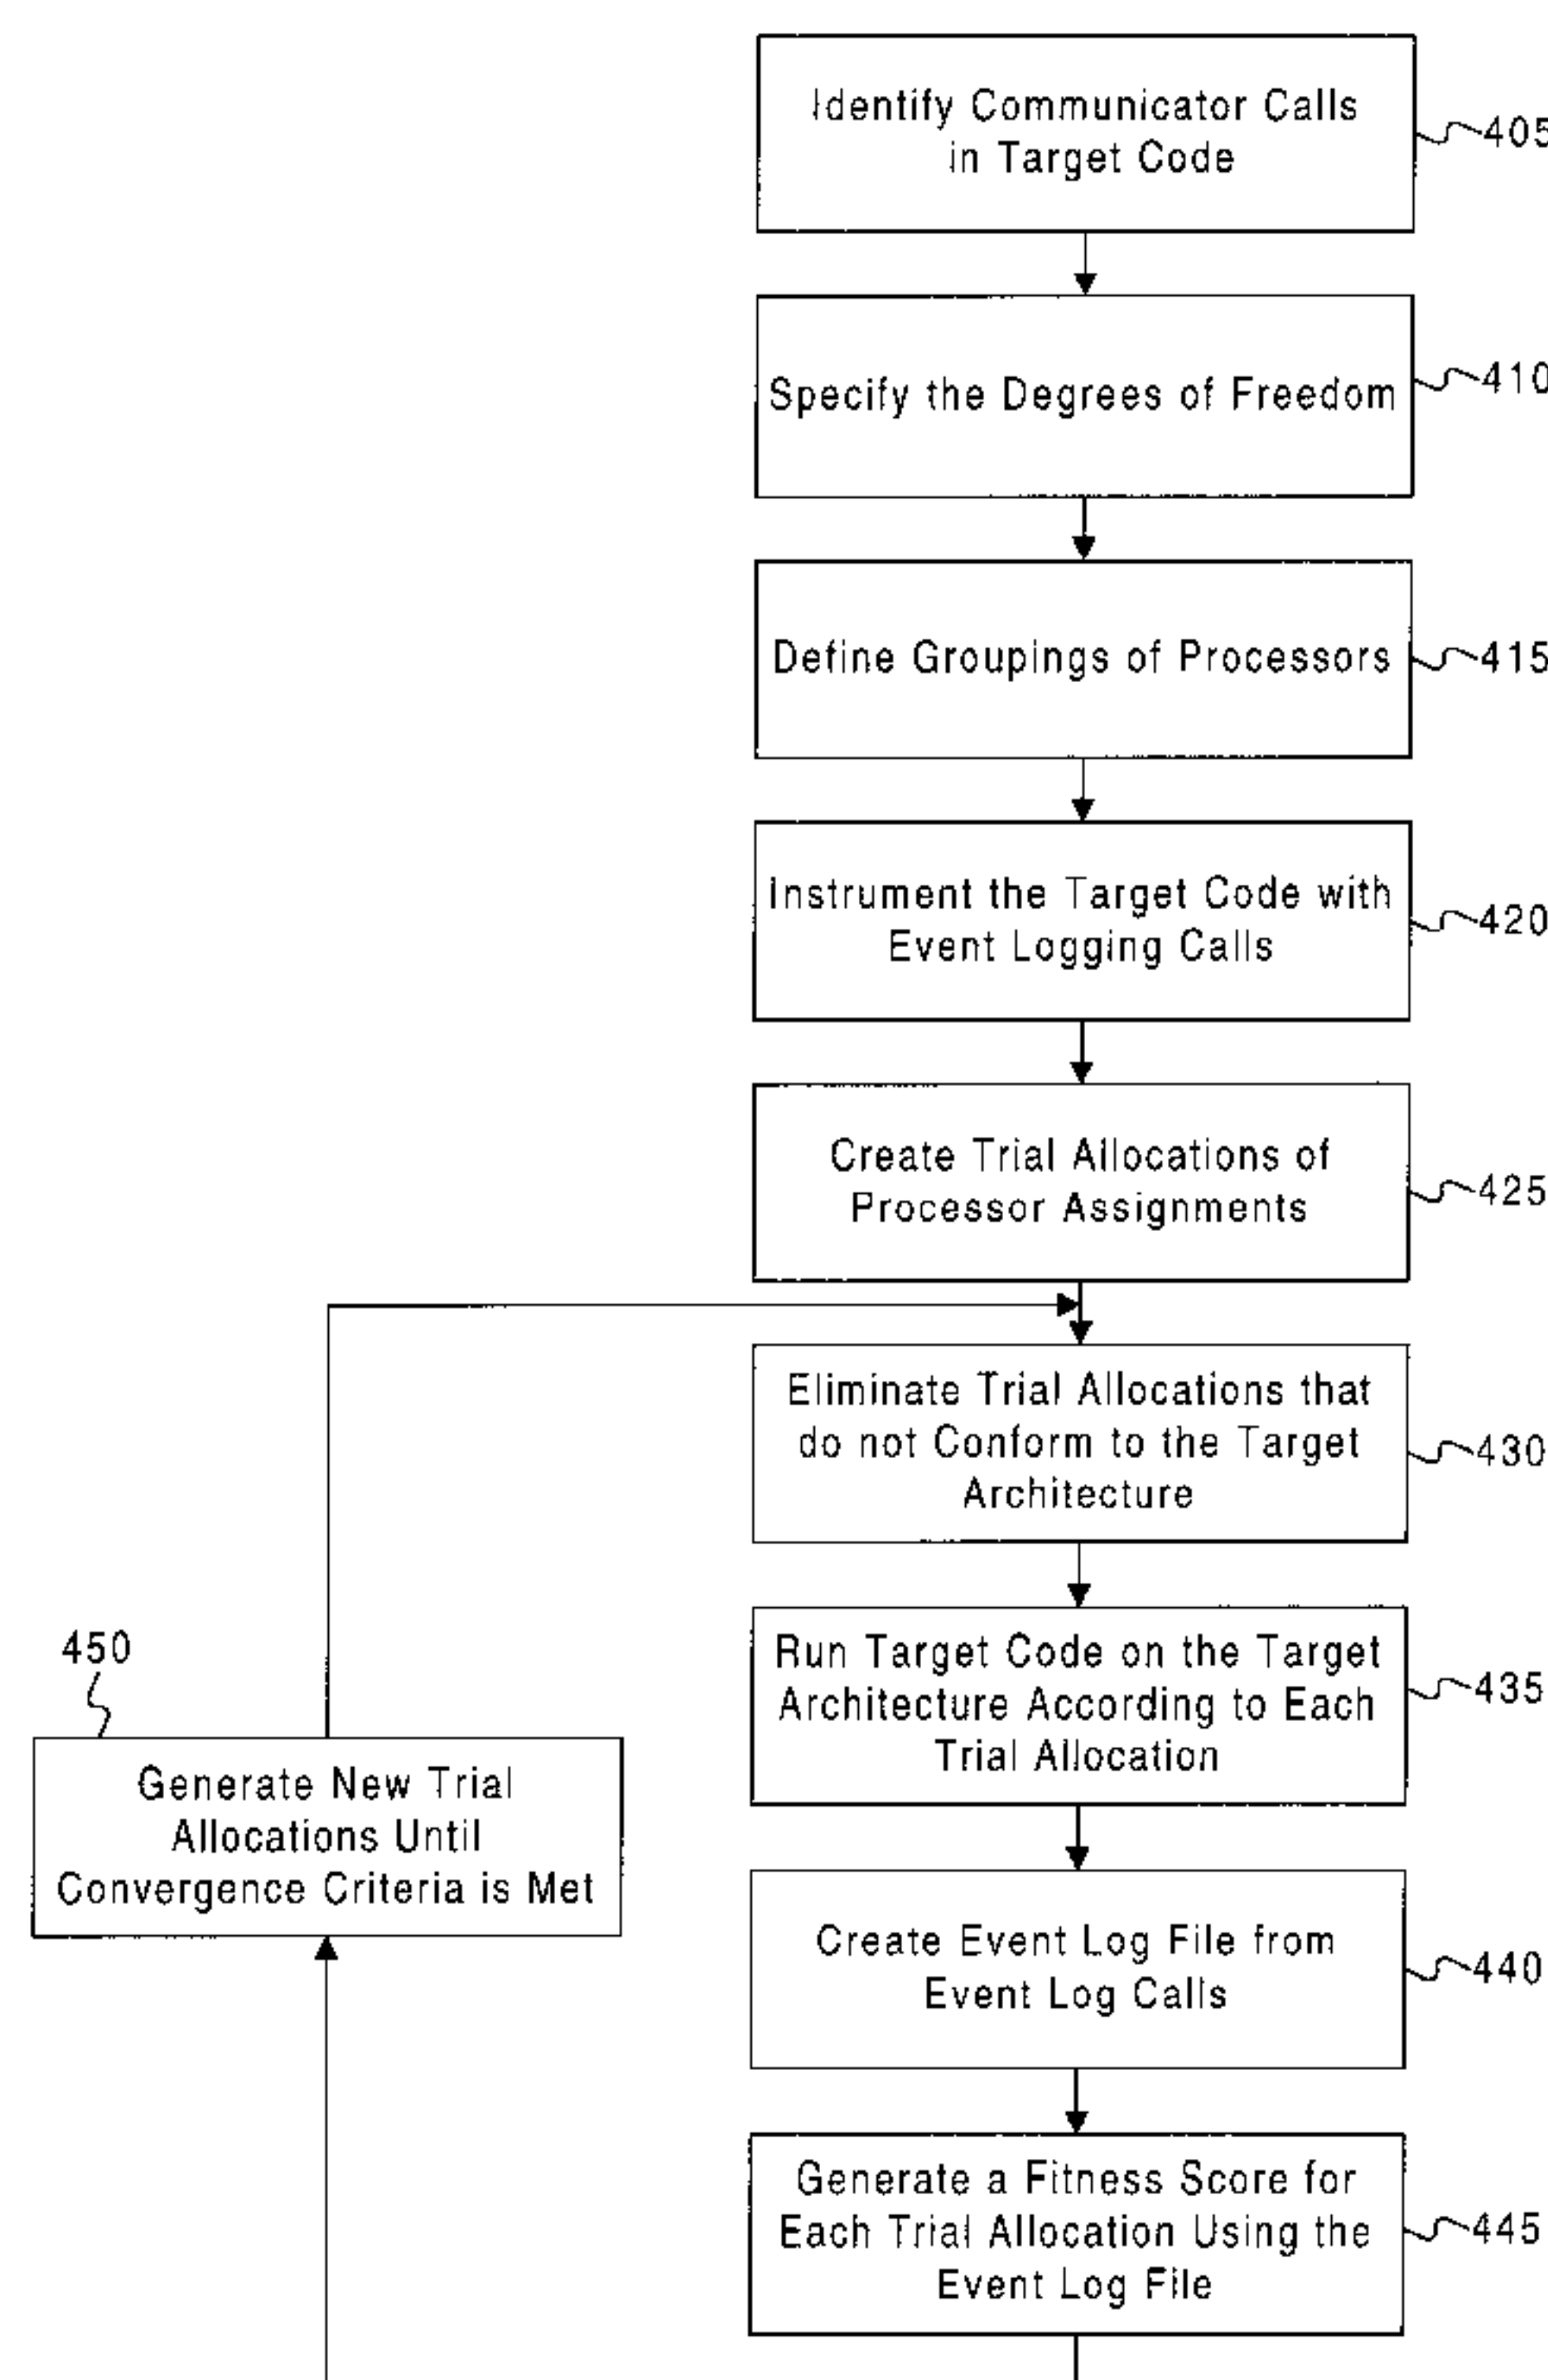 Identify Communicator Calls
in Target Code
405
Specify the Degrees of Freedom
410
Define Groupings of Processors
415
Instrument the Target Code with
Event Logging Calls
420
Create Trial Allocations of
Processor Assignments
425
Eliminate Trial Allocations that
do not Conform to the Target
Architecture
430
Run Target Code on the Target
Architecture According to Each
Trial Allocation
435
450
Generate New Trial
Allocations Until
Convergence Criteria is Met
Create Event Log File from
Event Log Calls
440
Generate a Fitness Score for
Each Trial Allocation Using the
Event Log File
445